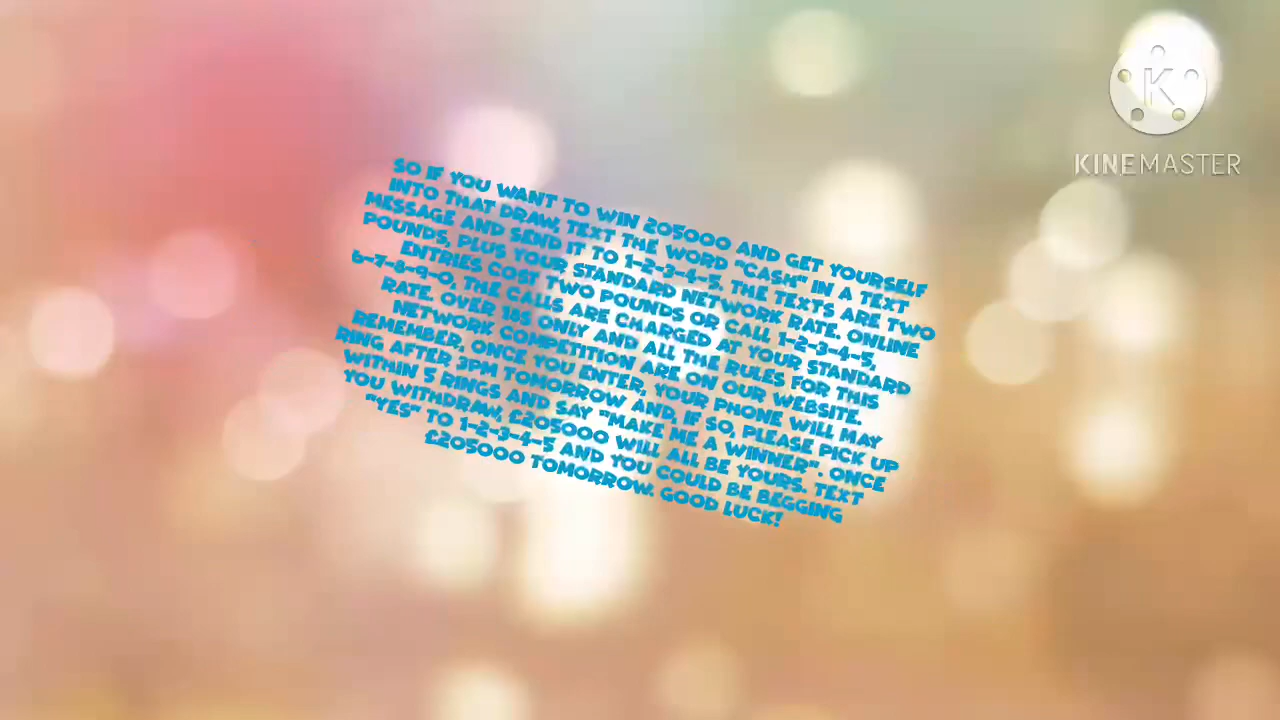 KINEMASTER
SO IF YOU WANT TO WIN 205000 AND GET YOURSELF
INTO THAT DRAW, TEXT THE WORD "CASH" IN A TEXT
MESSAGE AND SEND IT TO 1-2-3-4-5. THE TEXTS ARE TWO
POUNDS, PLUS YOUR STANDARD NETWORK RATE. ONLINE
ENTRIES COST TWO POUNDS OR CALL 1-2-3-4-5,
6-7-8-9-0, THE CALLS ARE CHARGED AT YOUR STANDARD
RATE. OVER 18S ONLY AND ALL THE RULES FOR THIS
NETWORK COMPETITION ARE ON OUR WEBSITE.
REMEMBER, ONCE YOU ENTER, YOUR PHONE WILL MAY
RING AFTER 3PM TOMORROW AND, IF SO, PLEASE PICK UP
WITHIN 5 RINGS AND SAY "MAKE ME A WINNER". ONCE
YOU WITHDRAW, £205000 WILL ALL BE YOURS. TEXT
"YES" TO 1-2-3-4-5 AND YOU COULD BE BEGGING
£205000 TOMORROW. GOOD LUCK!